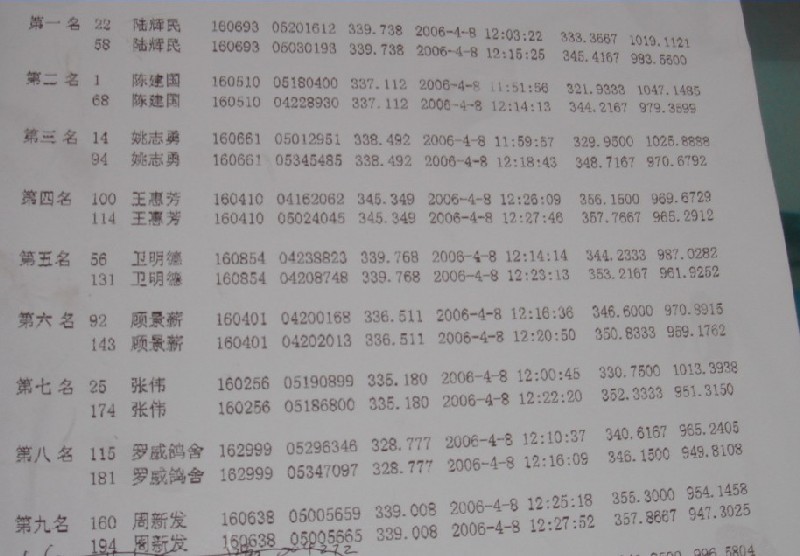 第一名 22 陆辉民 160693 05201612 339.738 2006-4-8 12:03:22 333.3667 1019.1121
58 陆辉民 160693 05030193 339.738 2006-4-8 12:15:25 345.4167 983.5600
第二名 1 陈建国 160510 05180400 337.112 2006-4-8 11:51:56 321.9333 1047.1485
68 陈建国 160510 04228930 337.112 2006-4-8 12:14:13 344.2167 979.3599
第三名 14 姚志勇 160661 05012951 338.492 2006-4-8 11:59:57 329.9500 1025.8888
94 姚志勇 160661 05345485 338.492 2006-4-8 12:18:43 348.7167 970.6792
第四名 100 王惠芳 160410 04162062 345.349 2006-4-8 12:26:09 356.1500 969.6729
114 王惠芳 160410 05024045 345.349 2006-4-8 12:27:46 357.7667 965.2912
第五名 56 卫明德 160854 04238823 339.768 2006-4-8 12:14:14 344.2333 987.0282
131 卫明德 160854 04208748 339.768 2006-4-8 12:23:13 353.2167 961.9252
第六名 92 顾景薪 160401 04200168 336.511 2006-4-8 12:16:36 346.6000 970.8915
143 顾景薪 160401 04202013 336.511 2006-4-8 12:20:50 350.8333 959.1762
第七名 25 张伟 160256 05190899 335.180 2006-4-8 12:00:45 330.7500 1013.3938
174 张伟 160256 05186800 335.180 2006-4-8 12:22:20 352.3333 951.3150
第八名 115 罗威鸽舍 162999 05296346 328.777 2006-4-8 12:10:37 340.6167 965.2405
181 罗威鸽舍 162999 05347097 328.777 2006-4-8 12:16:09 346.1500 949.8108
第九名 160 周新发 160638 05005659 339.008 2006-4-8 12:25:18 355.3000 954.1458
194 周新发 160638 05005665 339.008 2006-4-8 12:27:52 357.8667 947.3025
996.5804